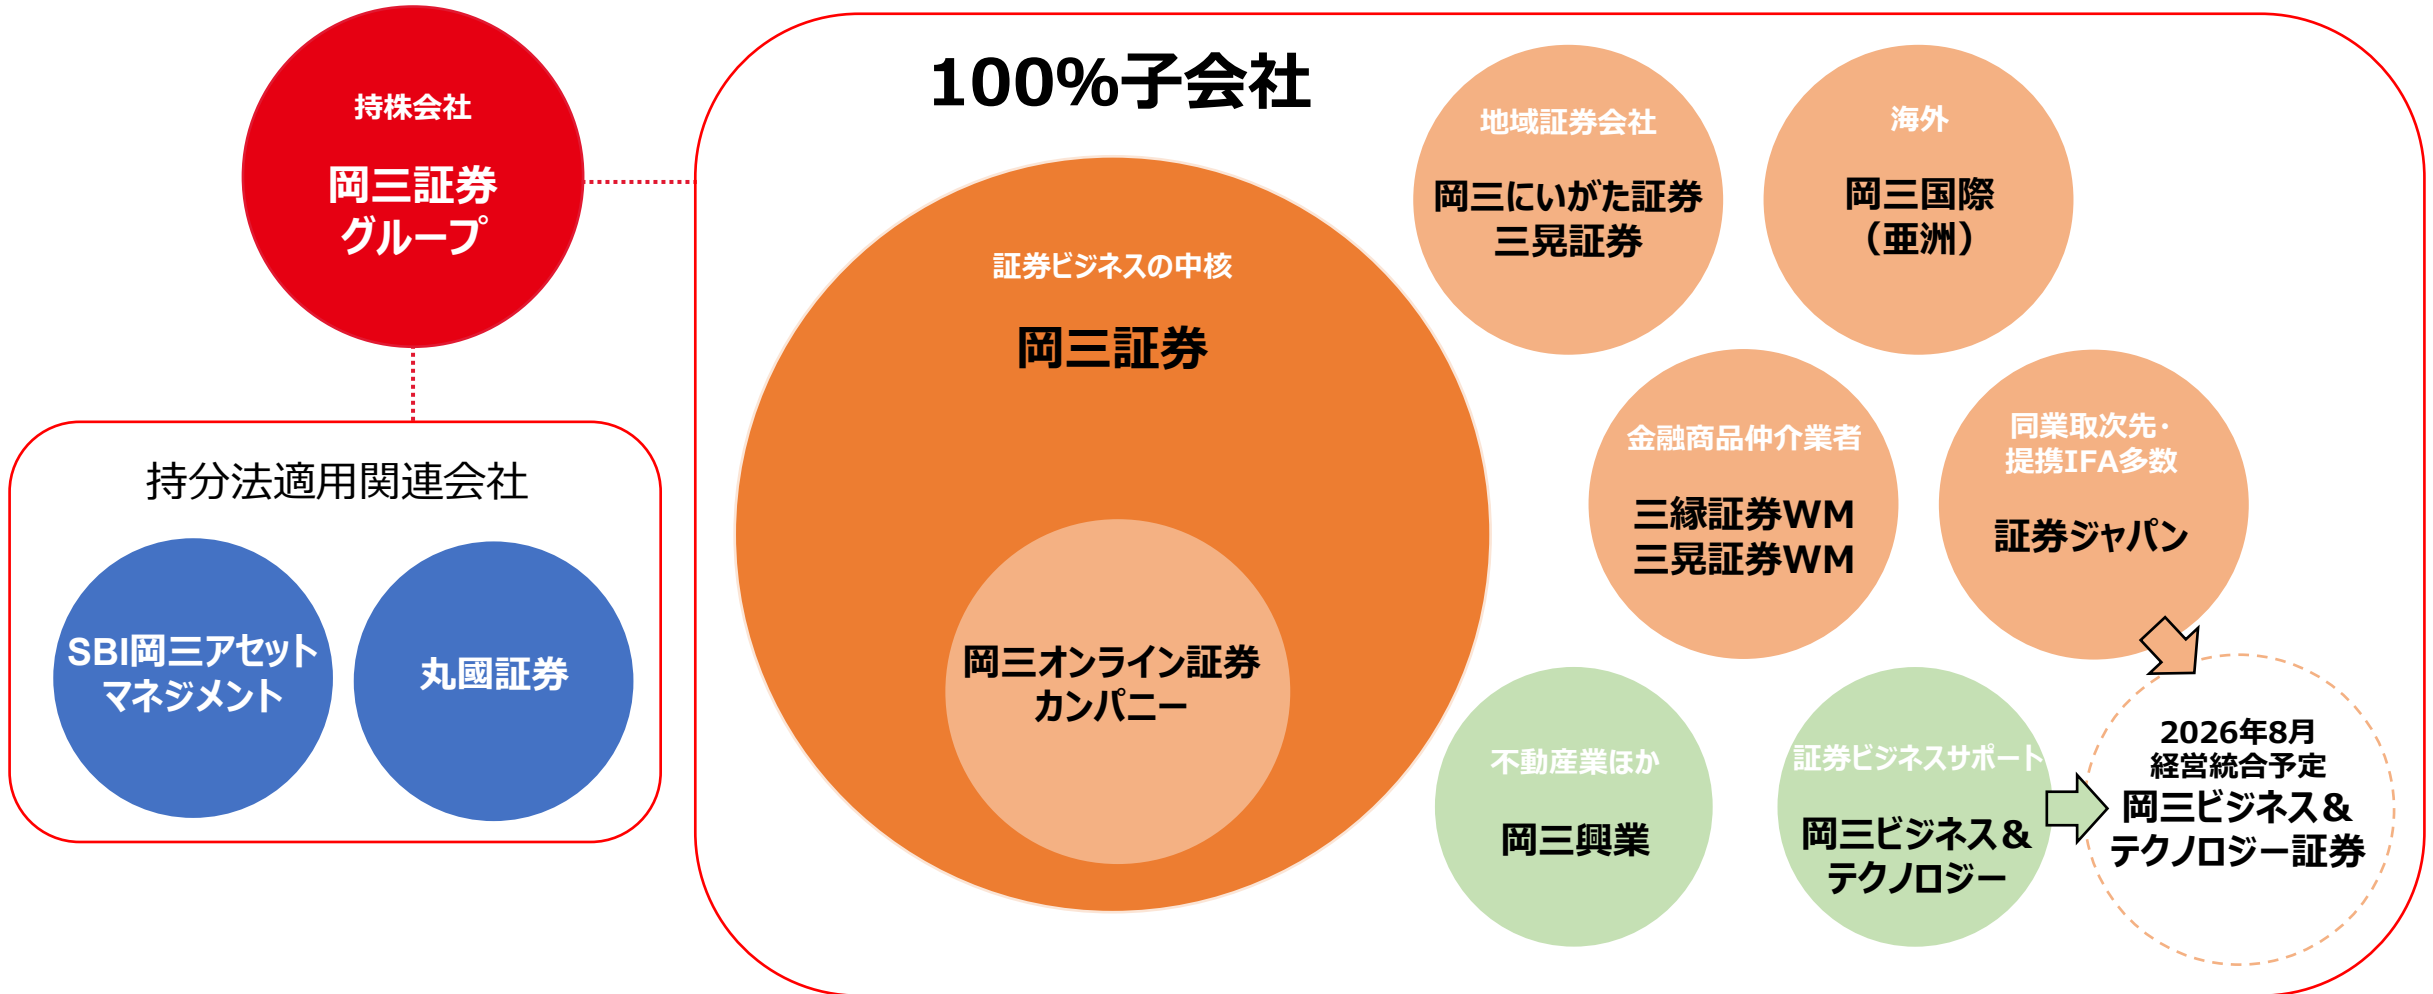 持株会社
岡三証券
グループ
持分法適用関連会社
SBI岡三アセット
マネジメント
丸國証券
100%子会社
証券ビジネスの中核
岡三証券
岡三オンライン証券
カンパニー
地域証券会社
岡三にいがた証券
三晃証券
海外
岡三国際
（亜洲）
金融商品仲介業者
三縁証券WM
三晃証券WM
同業取次先・
提携IFA多数
証券ジャパン
不動産業ほか
岡三興業
証券ビジネスサポート
岡三ビジネス＆
テクノロジー
2026年8月
経営統合予定
岡三ビジネス＆
テクノロジー証券